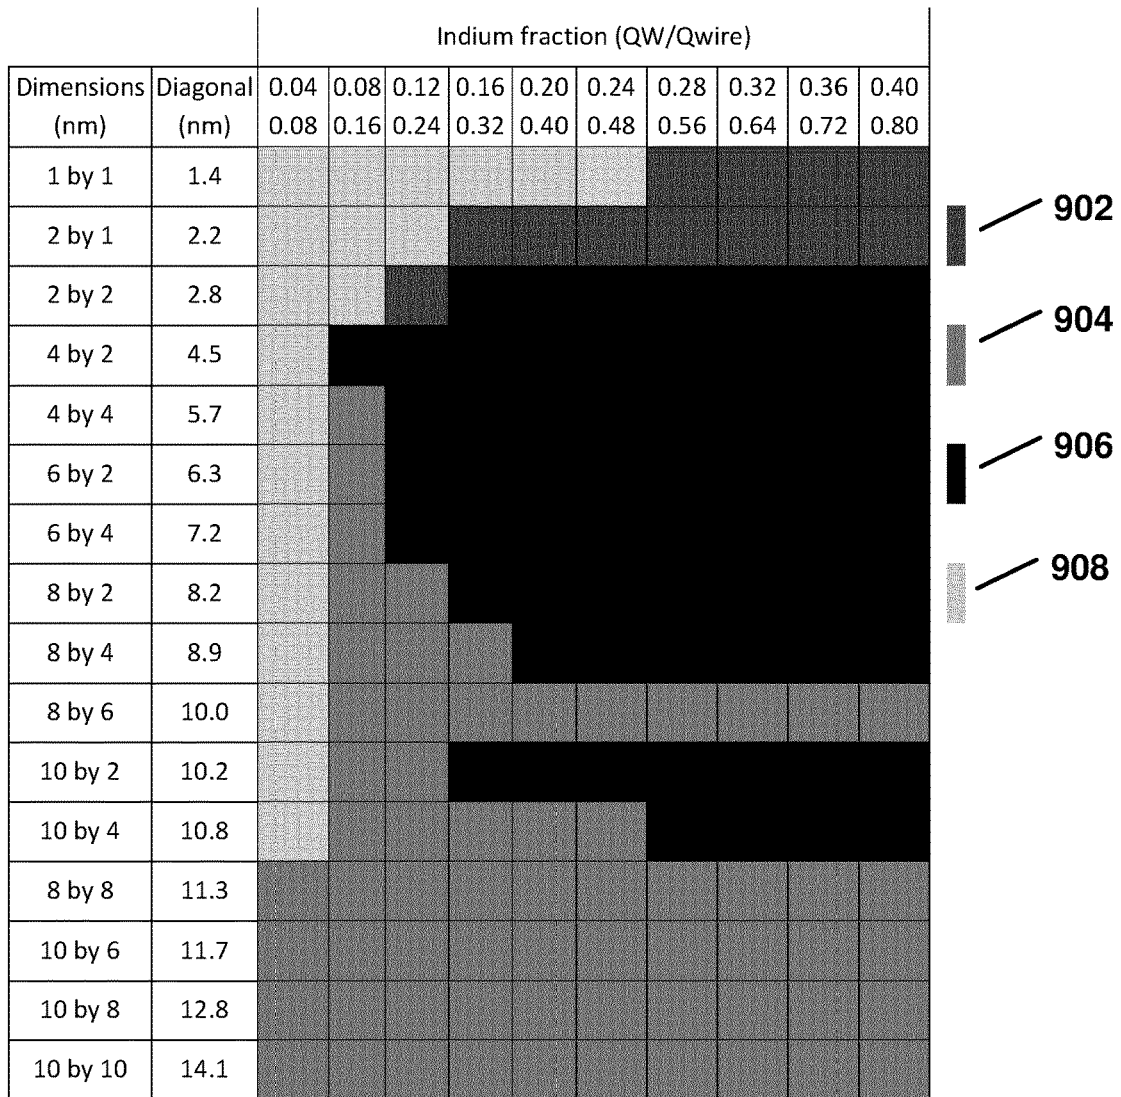 Indium fraction (QW/Qwire)
Dimensions Diagonal 0.04 0.08 0.12 0.16 0.20 0.24 0.28 0.32 0.36 0.40
(nm) (nm) 0.08 0.16 0.24 0.32 0.40 0.48 0.56 0.64 0.72 0.80
1 by 1 1.4
2 by 1 2.2 902
2 by 2 2.8
4 by 2 4.5 904
4 by 4 5.7
6 by 2 6.3 906
6 by 4 7.2
8 by 2 8.2 908
8 by 4 8.9
8 by 6 10.0
10 by 2 10.2
10 by 4 10.8
8 by 8 11.3
10 by 6 11.7
10 by 8 12.8
10 by 10 14.1